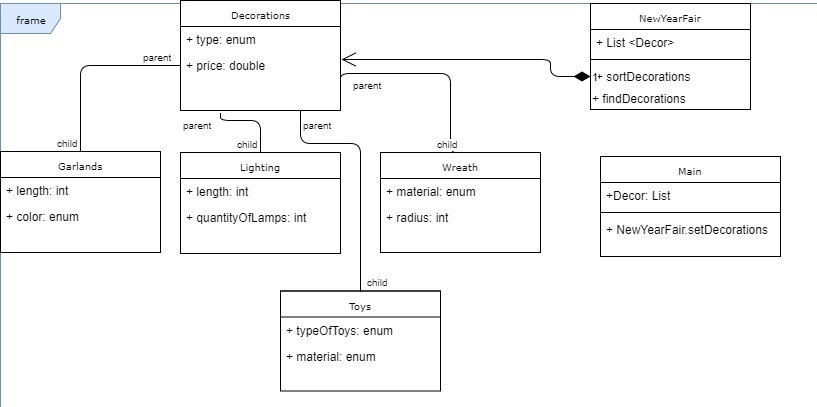 frame
Decorations
+ type: enum
+ price: double
NewYearFair
+ List <Decor>
1+ sortDecorations
+ findDecorations
parent
parent
parent
parent
child
child
child
Garlands
+ length: int
+ color: enum
Lighting
+ length: int
+ quantityOfLamps: int
Wreath
+ material: enum
+ radius: int
Main
+Decor: List
+ NewYearFair.setDecorations
child
Toys
+ typeOfToys: enum
+ material: enum